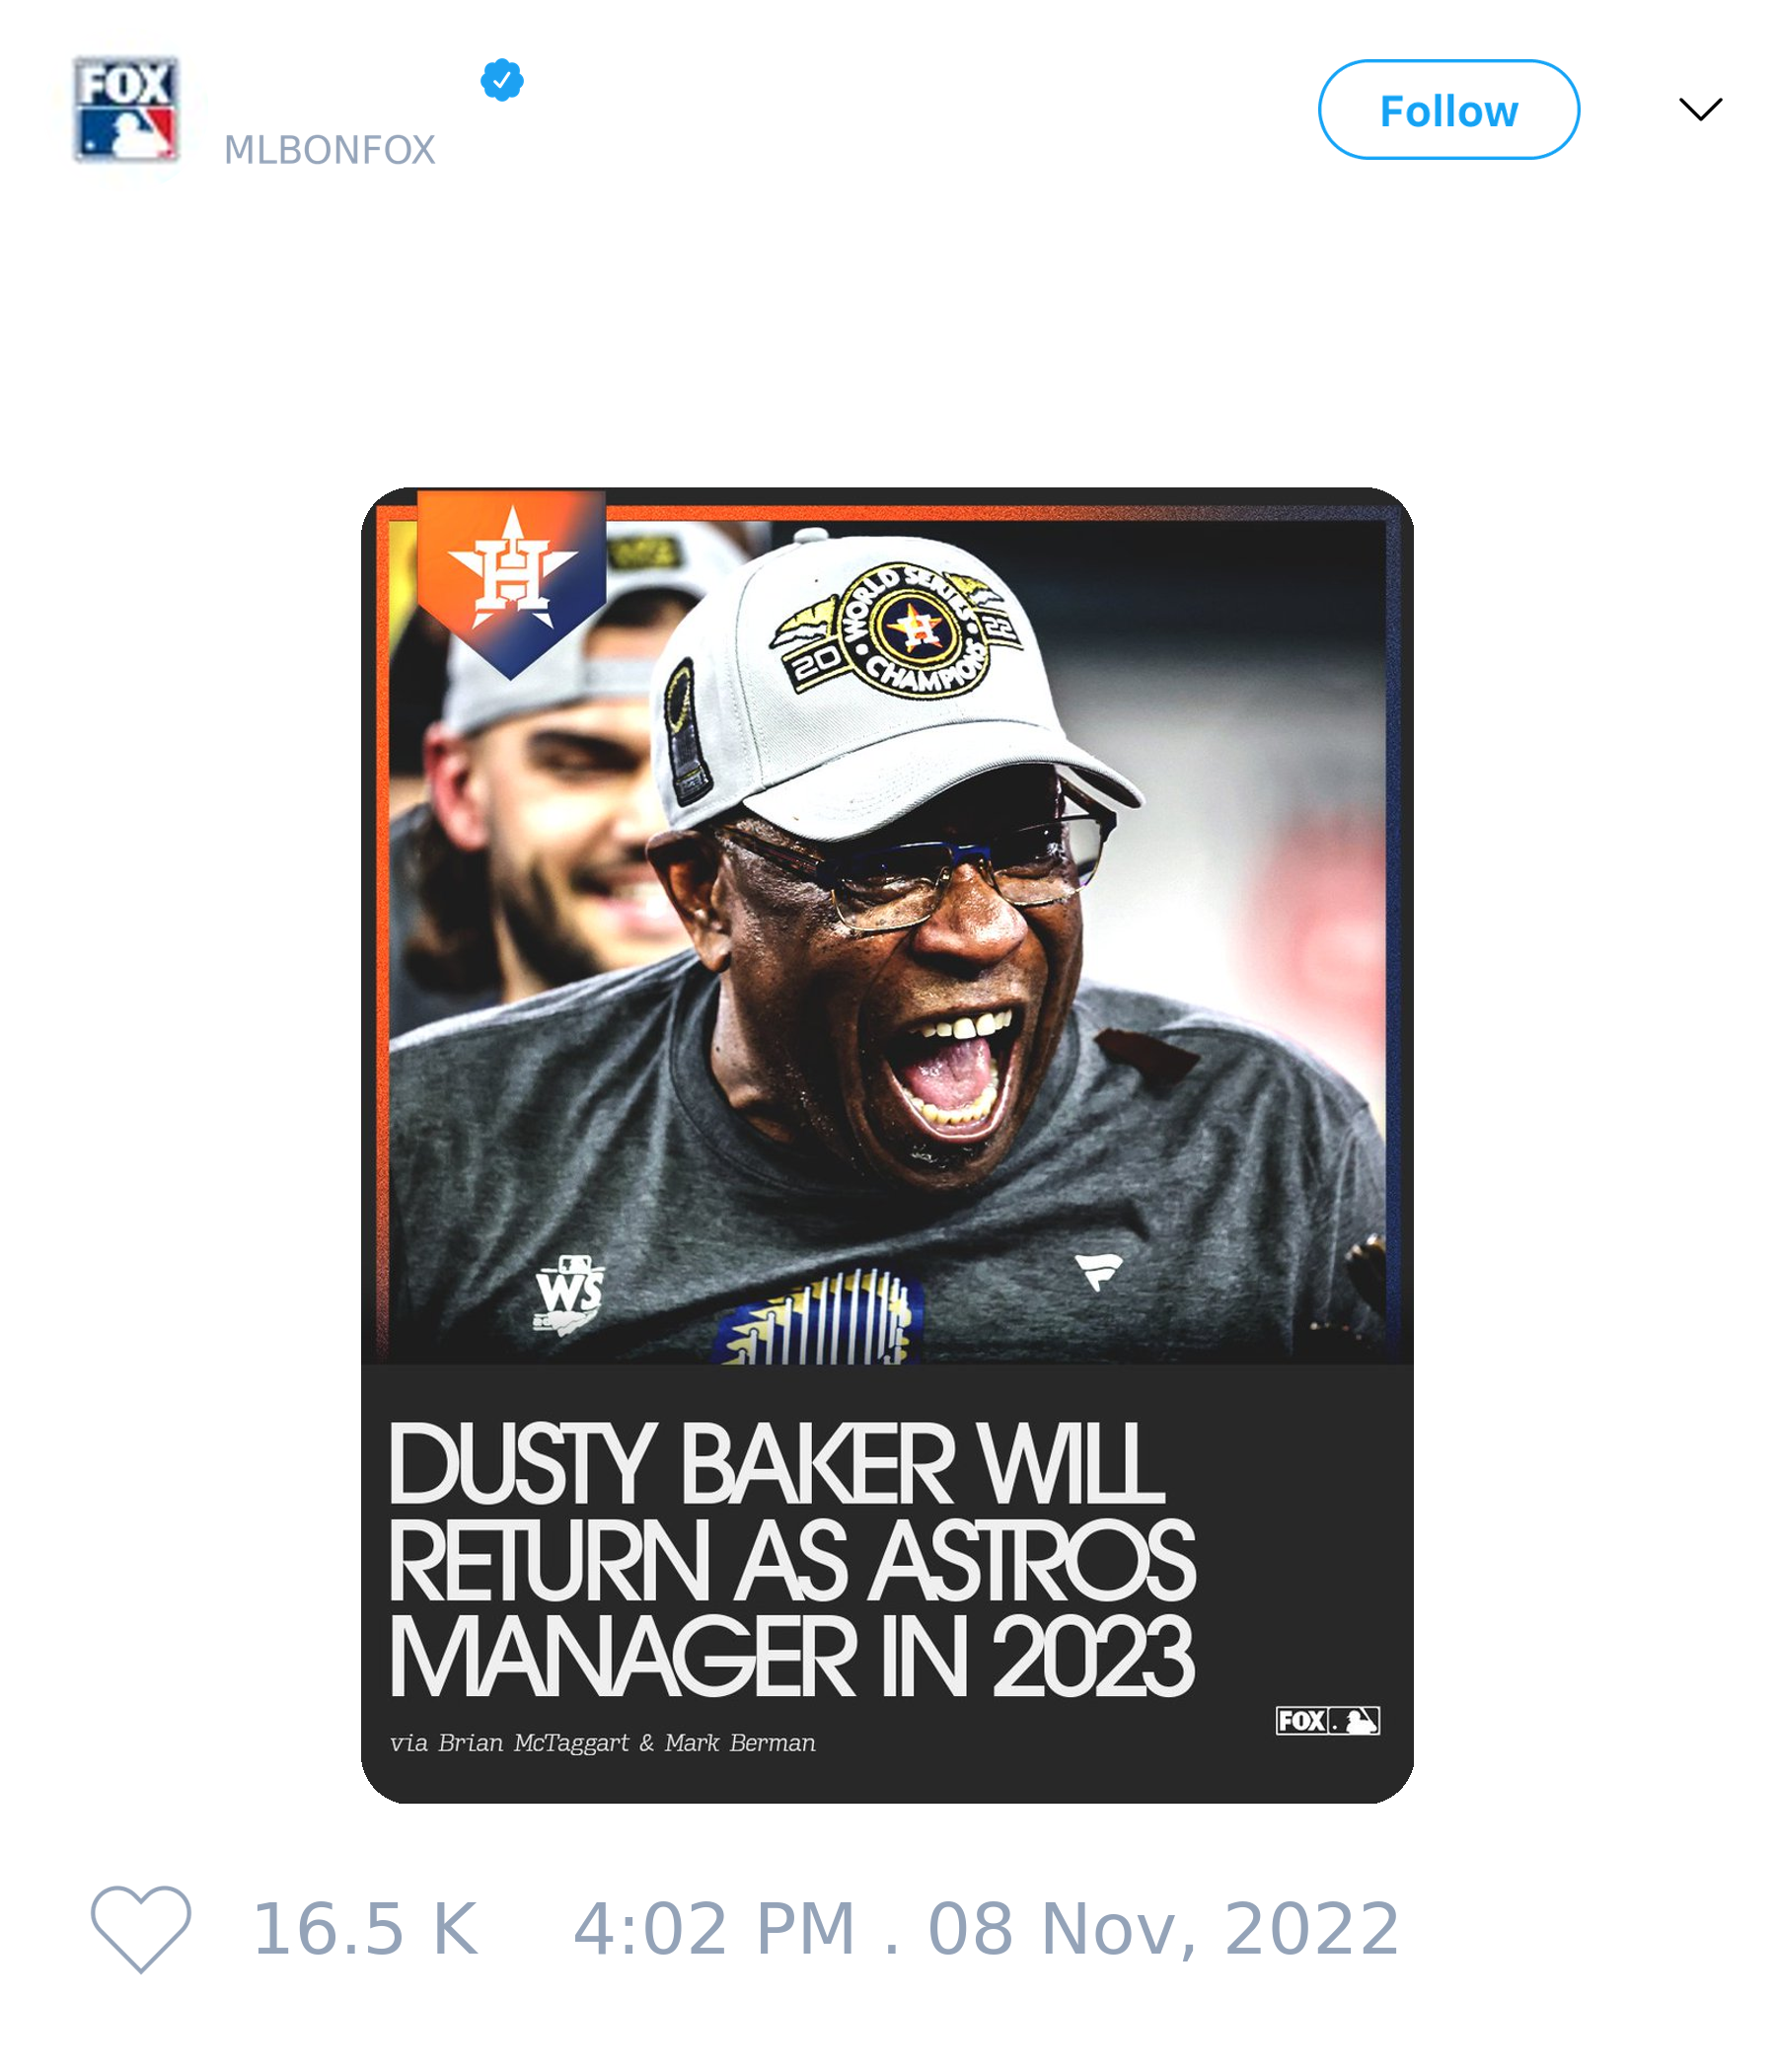 FOX
MLBONFOX
Follow
H
WORLD SERIES
20 H 22
CHAMPIONS
WS
DUSTY BAKER WILL
RETURN AS ASTROS
MANAGER IN 2023
FOX
via Brian McTaggart & Mark Berman
16.5 K 4:02 PM . 08 Nov, 2022